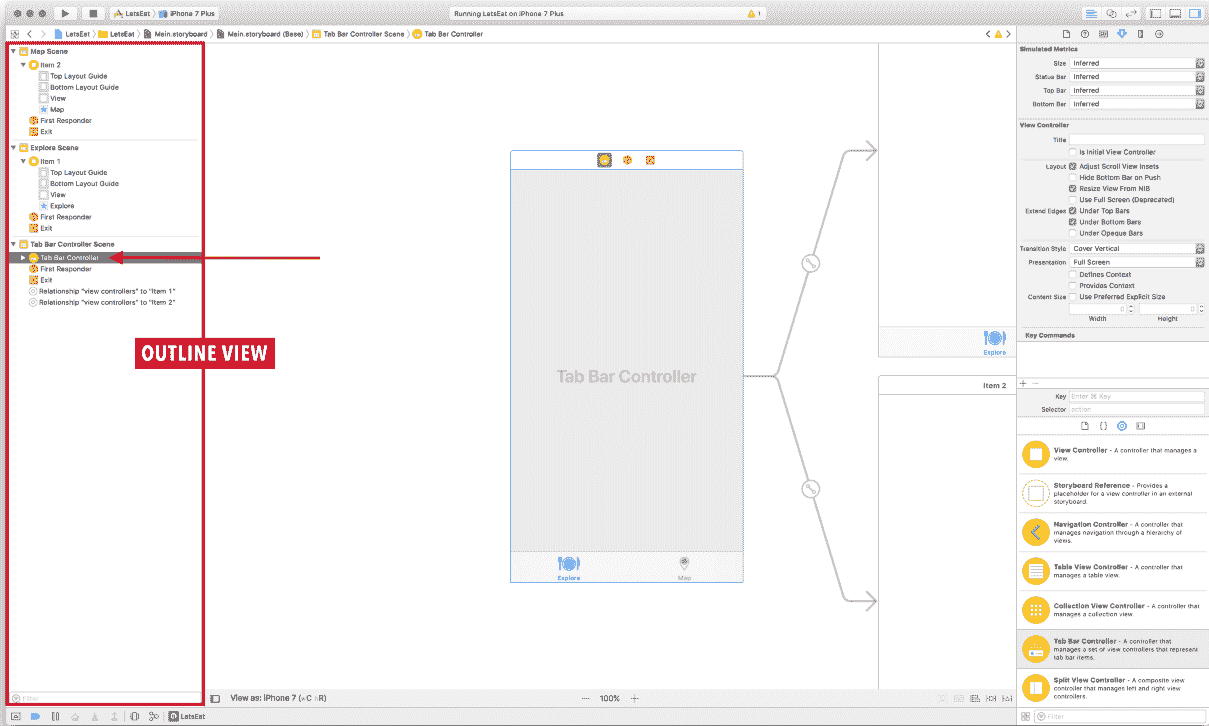 LetsEat iPhone 7 Plus
Running LetsEat on iPhone 7 Plus
1
LetsEat LetsEat Main.storyboard Main.storyboard (Base) Tab Bar Controller Scene Tab Bar Controller
Map Scene
Item 2
Top Layout Guide
Bottom Layout Guide
View
Map
First Responder
Exit
Explore Scene
Item 1
Top Layout Guide
Bottom Layout Guide
View
Explore
First Responder
Exit
Tab Bar Controller Scene
Tab Bar Controller
First Responder
Exit
Relationship "view controllers" to "Item 1"
Relationship "view controllers" to "Item 2"
OUTLINE VIEW
Filter
Tab Bar Controller
Explore
Map
Explore
Item 2
View as: iPhone 7
100%
LetsEat
Simulated Metrics
Size Inferred
Status Bar Inferred
Top Bar Inferred
Bottom Bar Inferred
View Controller
Title
Is Initial View Controller
Layout Adjust Scroll View Insets
Hide Bottom Bar on Push
Resize View From NIB
Use Full Screen (Deprecated)
Extend Edges Under Top Bars
Under Bottom Bars
Under Opaque Bars
Transition Style Cover Vertical
Presentation Full Screen
Defines Context
Provides Context
Content Size Use Preferred Explicit Size
0 0
Width Height
Key Commands
Key Enter ⌘ Key
Selector action
View Controller - A controller that manages a
view.
Storyboard Reference - Provides a
placeholder for a view controller in an external
storyboard.
Navigation Controller - A controller that
manages navigation through a hierarchy of
views.
Table View Controller - A controller that
manages a table view.
Collection View Controller - A controller that
manages a collection view.
Tab Bar Controller - A controller that
manages a set of view controllers that represent
tab bar items.
Split View Controller - A composite view
controller that manages left and right view
controllers.
Filter